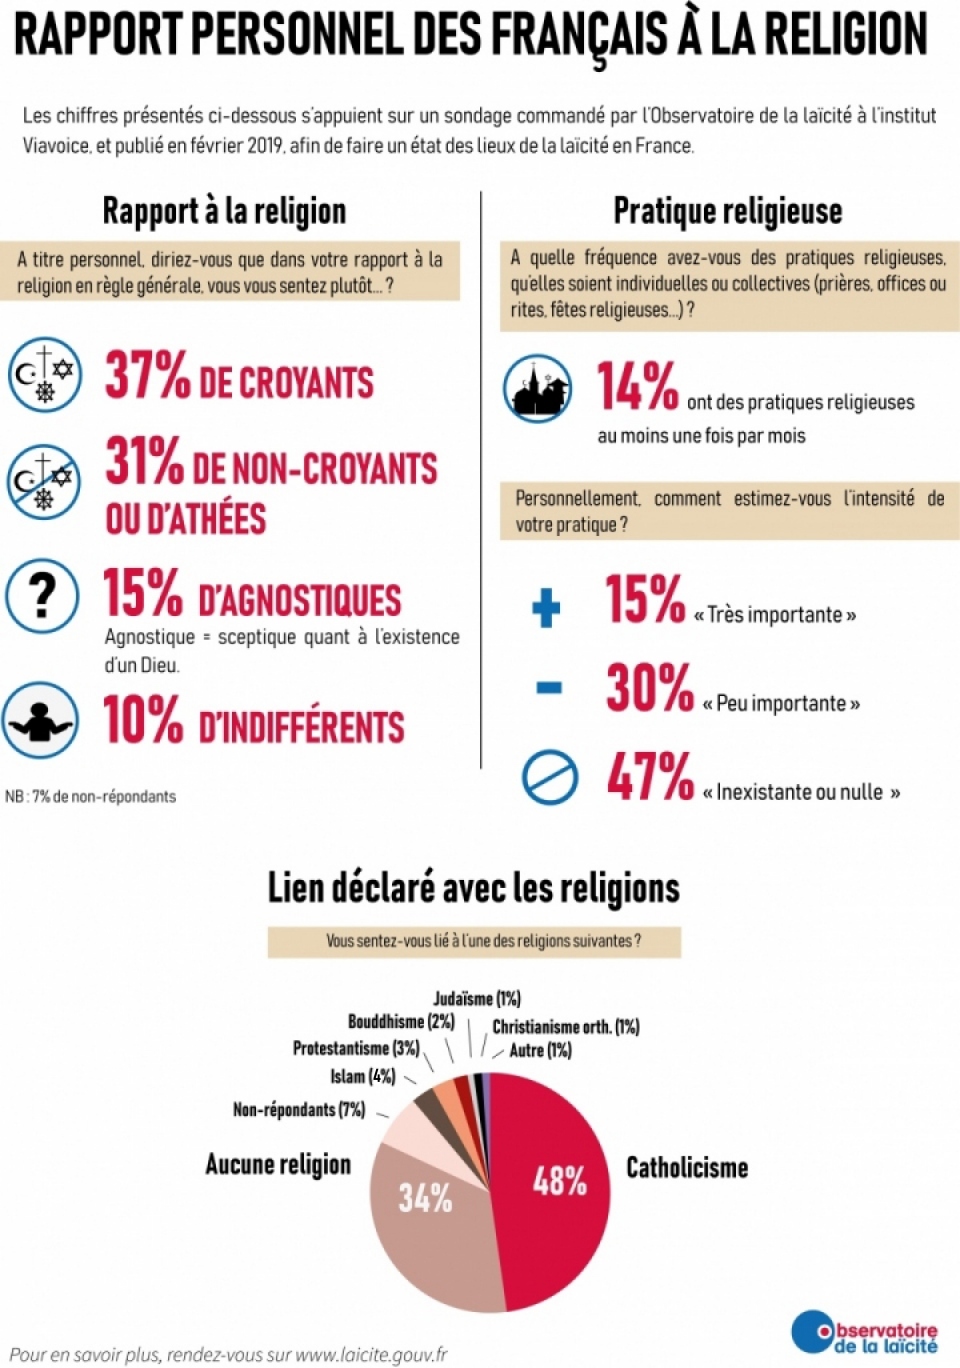 RAPPORT PERSONNEL DES FRANÇAIS À LA RELIGION
Les chiffres présentés ci-dessous s'appuient sur un sondage commandé par l'Observatoire de la laïcité à l'institut
Viavoice, et publié en février 2019, afin de faire un état des lieux de la laïcité en France.
Rapport à la religion
A titre personnel, diriez-vous que dans votre rapport à la
religion en règle générale, vous vous sentez plutôt... ?
37% DE CROYANTS
31% DE NON-CROYANTS
OU D'ATHÉES
?
15% D'AGNOSTIQUES
Agnostique = sceptique quant à l'existence
d'un Dieu.
10% D'INDIFFÉRENTS
NB : 7% de non-répondants
Pratique religieuse
A quelle fréquence avez-vous des pratiques religieuses,
qu'elles soient individuelles ou collectives (prières, offices ou
rites, fêtes religieuses...) ?
14% ont des pratiques religieuses
au moins une fois par mois
Personnellement, comment estimez-vous l'intensité de
votre pratique ?
15% « Très importante »
30% « Peu importante »
47% « Inexistante ou nulle »
Lien déclaré avec les religions
Vous sentez-vous lié à l'une des religions suivantes ?
Judaïsme (1%)
Bouddhisme (2%)
Christianisme orth. (1%)
Protestantisme (3%)
Autre (1%)
Islam (4%)
Non-répondants (7%)
Aucune religion
Catholicisme
34%
48%
Observatoire
de la laïcité
Pour en savoir plus, rendez-vous sur www.laicite.gouv.fr